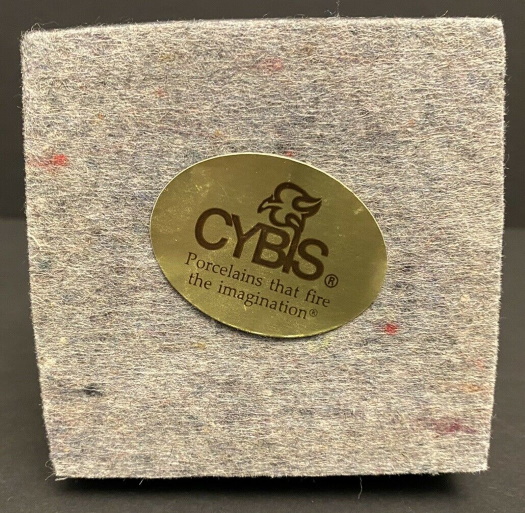 CYBIS®
Porcelains that fire
the imagination®